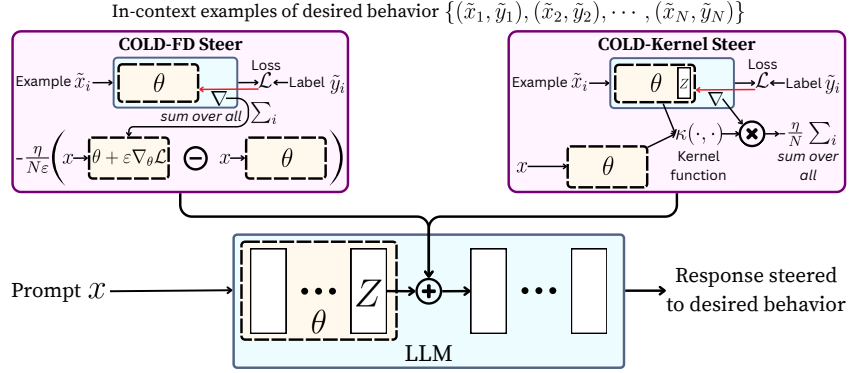 In-context examples of desired behavior {(x̃₁, ỹ₁), (x̃₂, ỹ₂), ⋯ , (x̃_N, ỹ_N)}
COLD-FD Steer
Example x̃ᵢ
θ
Loss
ℒ
Label ỹᵢ
∇
sum over all ∑ᵢ
-η/Nε ( x θ + ε∇_θℒ ⊖ x θ )
COLD-Kernel Steer
Example x̃ᵢ
θ
Z
Loss
ℒ
Label ỹᵢ
∇
κ(·, ·)
Kernel
function
⊗
-η/N ∑ᵢ
sum over
all
x
θ
Prompt x
θ
•••
Z
⊕
•••
LLM
Response steered
to desired behavior